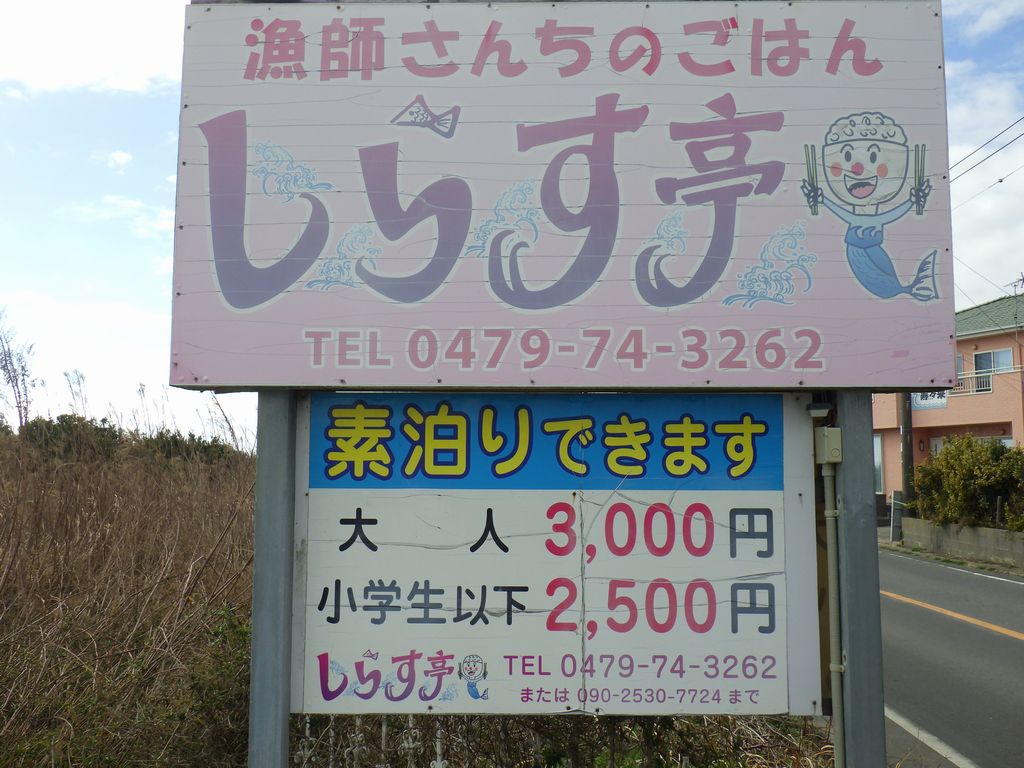 漁師さんちのごはん
しらす亭
TEL 0479-74-3262
素泊りできます
大人 3,000円
小学生以下 2,500円
しらす亭 TEL 0479-74-3262
または 090-2530-7724 まで